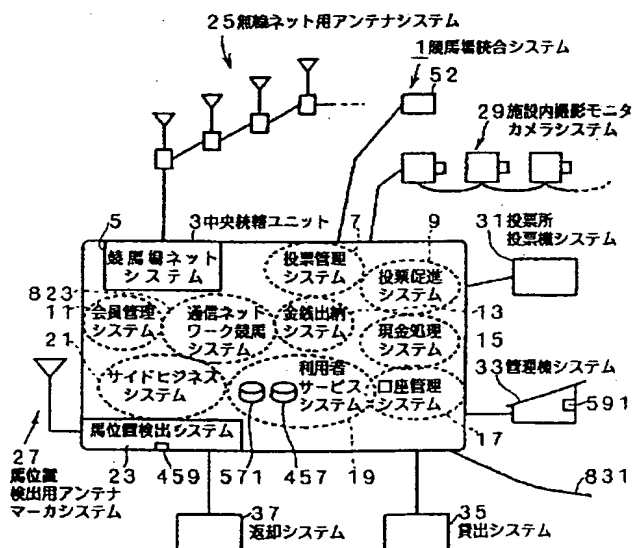 25無線ネット用アンテナシステム
1競馬場統合システム
52
29施設内撮影モニタ
カメラシステム
5
3中央統轄ユニット
7
9
31投票所
投票機システム
競馬場ネット
システム
投票管理
システム
投票促進
システム
823
11
会員管理
システム
通信ネット
ワーク競馬
システム
金銭出納
システム
13
現金処理
システム
15
21
33管理棟システム
591
サイドビジネス
システム
利用者
サービス
システム
口座管理
システム
馬位置検出システム
17
27
馬位置
検出用アンテナ
マーカシステム
23
459
571
457
19
831
37
返却システム
35
貸出システム